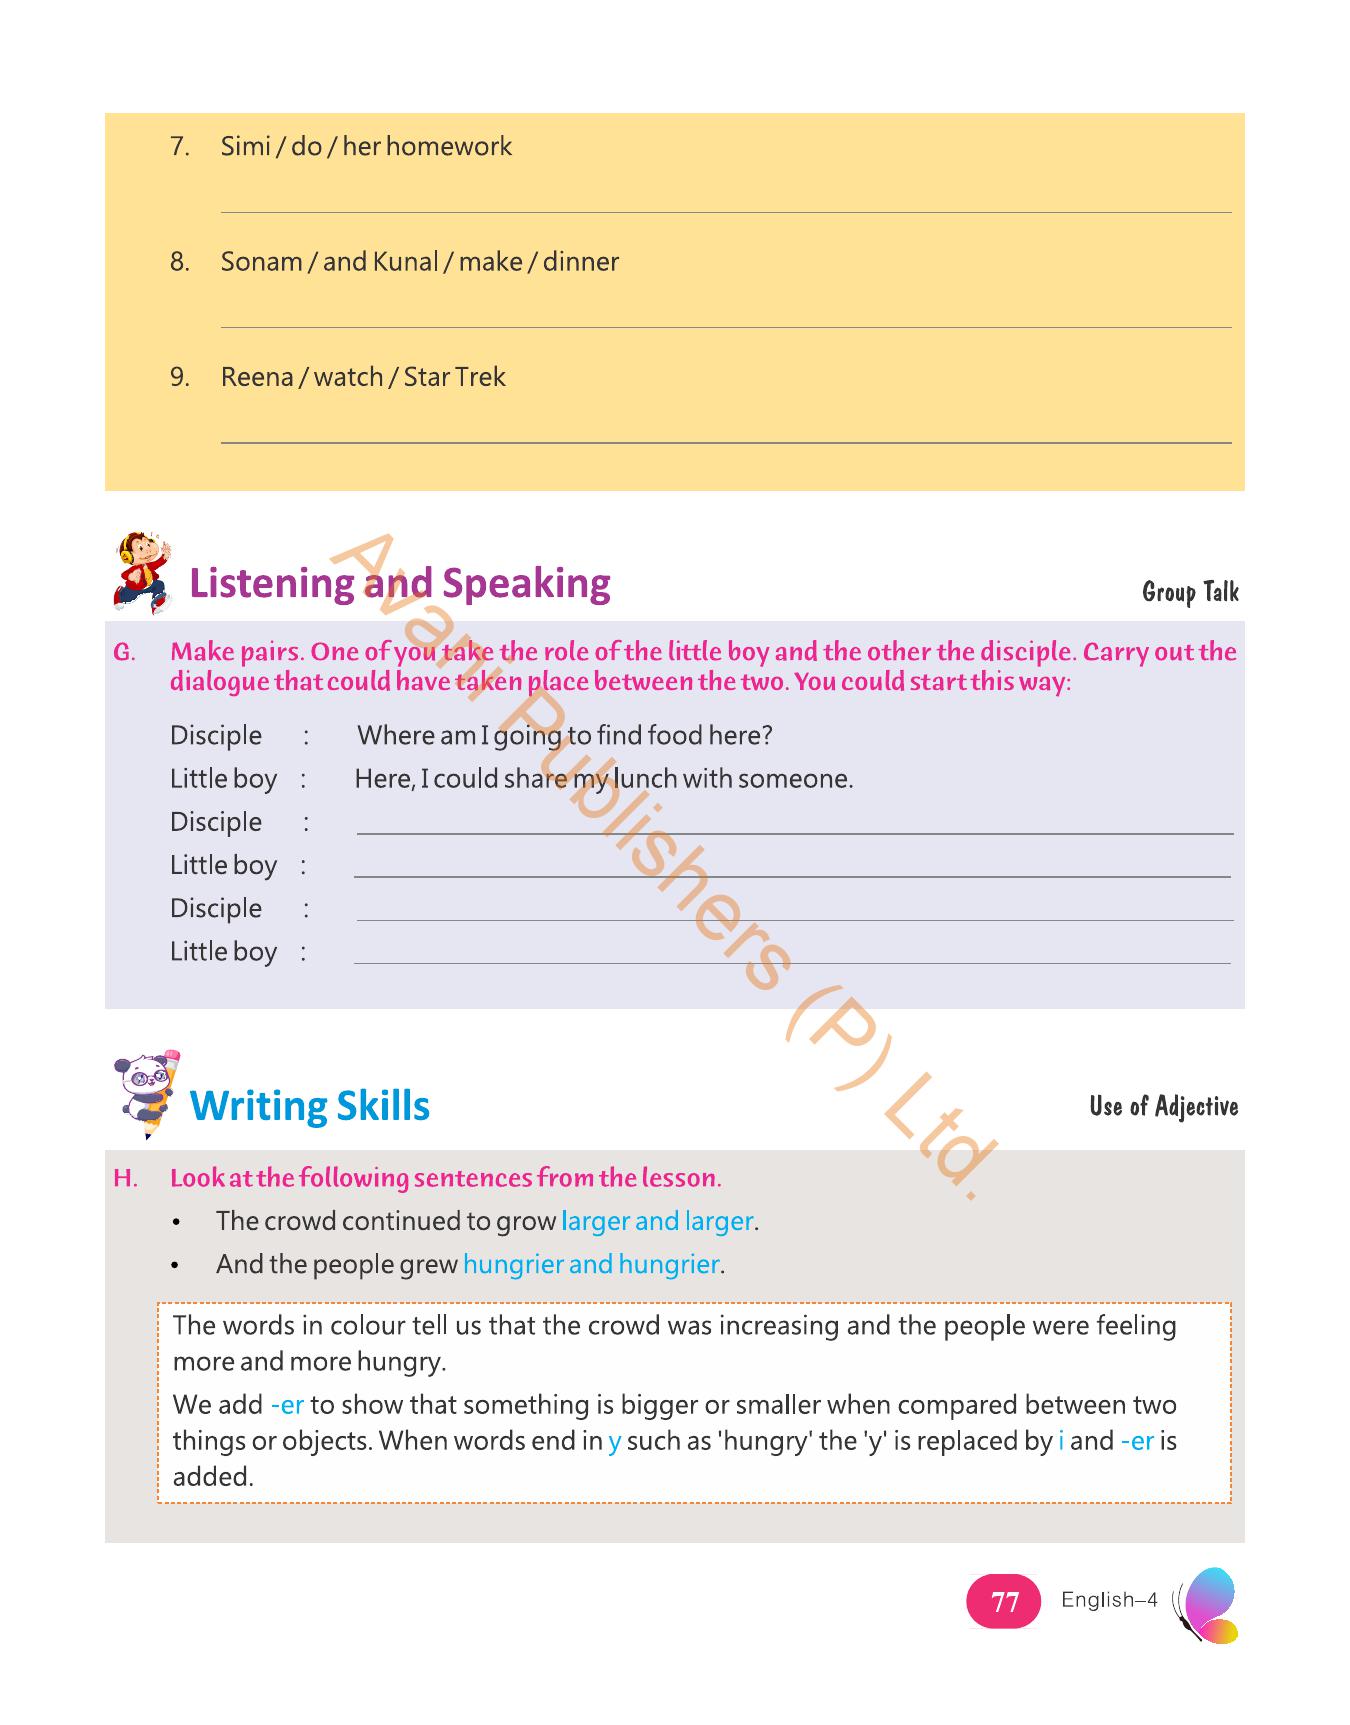 7. Simi / do / her homework
8. Sonam / and Kunal / make / dinner
9. Reena / watch / Star Trek
Listening and Speaking
Group Talk
G. Make pairs. One of you take the role of the little boy and the other the disciple. Carry out the
dialogue that could have taken place between the two. You could start this way:
Disciple : Where am I going to find food here?
Little boy : Here, I could share my lunch with someone.
Disciple :
Little boy :
Disciple :
Little boy :
Avani Publishers (P) Ltd.
Writing Skills
Use of Adjective
H. Look at the following sentences from the lesson.
• The crowd continued to grow larger and larger.
• And the people grew hungrier and hungrier.
The words in colour tell us that the crowd was increasing and the people were feeling
more and more hungry.
We add -er to show that something is bigger or smaller when compared between two
things or objects. When words end in y such as 'hungry' the 'y' is replaced by i and -er is
added.
77
English–4